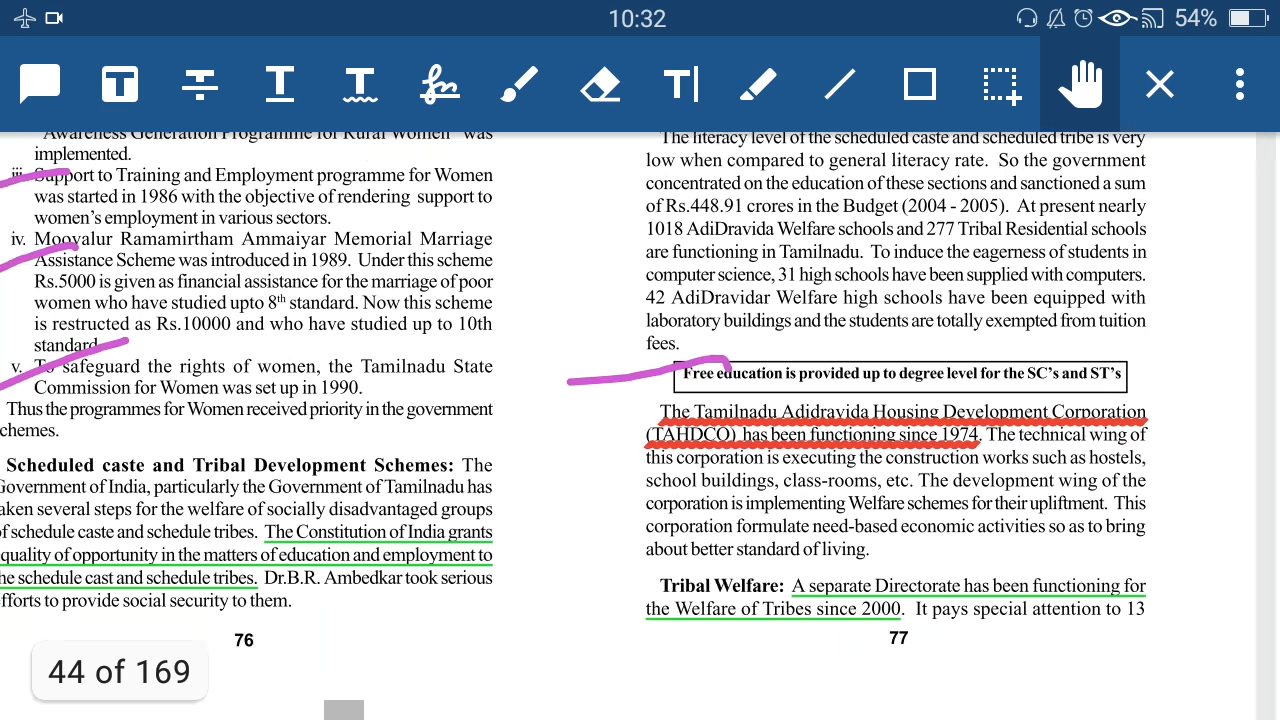 10:32
54%
"Awareness Generation Programme for Rural Women" was
implemented.
iii. Support to Training and Employment programme for Women
was started in 1986 with the objective of rendering support to
women's employment in various sectors.
iv. Moovalur Ramamirtham Ammaiyar Memorial Marriage
Assistance Scheme was introduced in 1989. Under this scheme
Rs.5000 is given as financial assistance for the marriage of poor
women who have studied upto 8th standard. Now this scheme
is restructed as Rs.10000 and who have studied up to 10th
standard
v. To safeguard the rights of women, the Tamilnadu State
Commission for Women was set up in 1990.
Thus the programmes for Women received priority in the government
chemes.
Scheduled caste and Tribal Development Schemes: The
Government of India, particularly the Government of Tamilnadu has
aken several steps for the welfare of socially disadvantaged groups
f schedule caste and schedule tribes. The Constitution of India grants
quality of opportunity in the matters of education and employment to
he schedule cast and schedule tribes. Dr.B.R. Ambedkar took serious
fforts to provide social security to them.
76
44 of 169
The literacy level of the scheduled caste and scheduled tribe is very
low when compared to general literacy rate. So the government
concentrated on the education of these sections and sanctioned a sum
of Rs.448.91 crores in the Budget (2004 - 2005). At present nearly
1018 AdiDravida Welfare schools and 277 Tribal Residential schools
are functioning in Tamilnadu. To induce the eagerness of students in
computer science, 31 high schools have been supplied with computers.
42 AdiDravidar Welfare high schools have been equipped with
laboratory buildings and the students are totally exempted from tuition
fees.
Free education is provided up to degree level for the SC's and ST's
The Tamilnadu Adidravida Housing Development Corporation
(TAHDCO) has been functioning since 1974. The technical wing of
this corporation is executing the construction works such as hostels,
school buildings, class-rooms, etc. The development wing of the
corporation is implementing Welfare schemes for their upliftment. This
corporation formulate need-based economic activities so as to bring
about better standard of living.
Tribal Welfare: A separate Directorate has been functioning for
the Welfare of Tribes since 2000. It pays special attention to 13
77